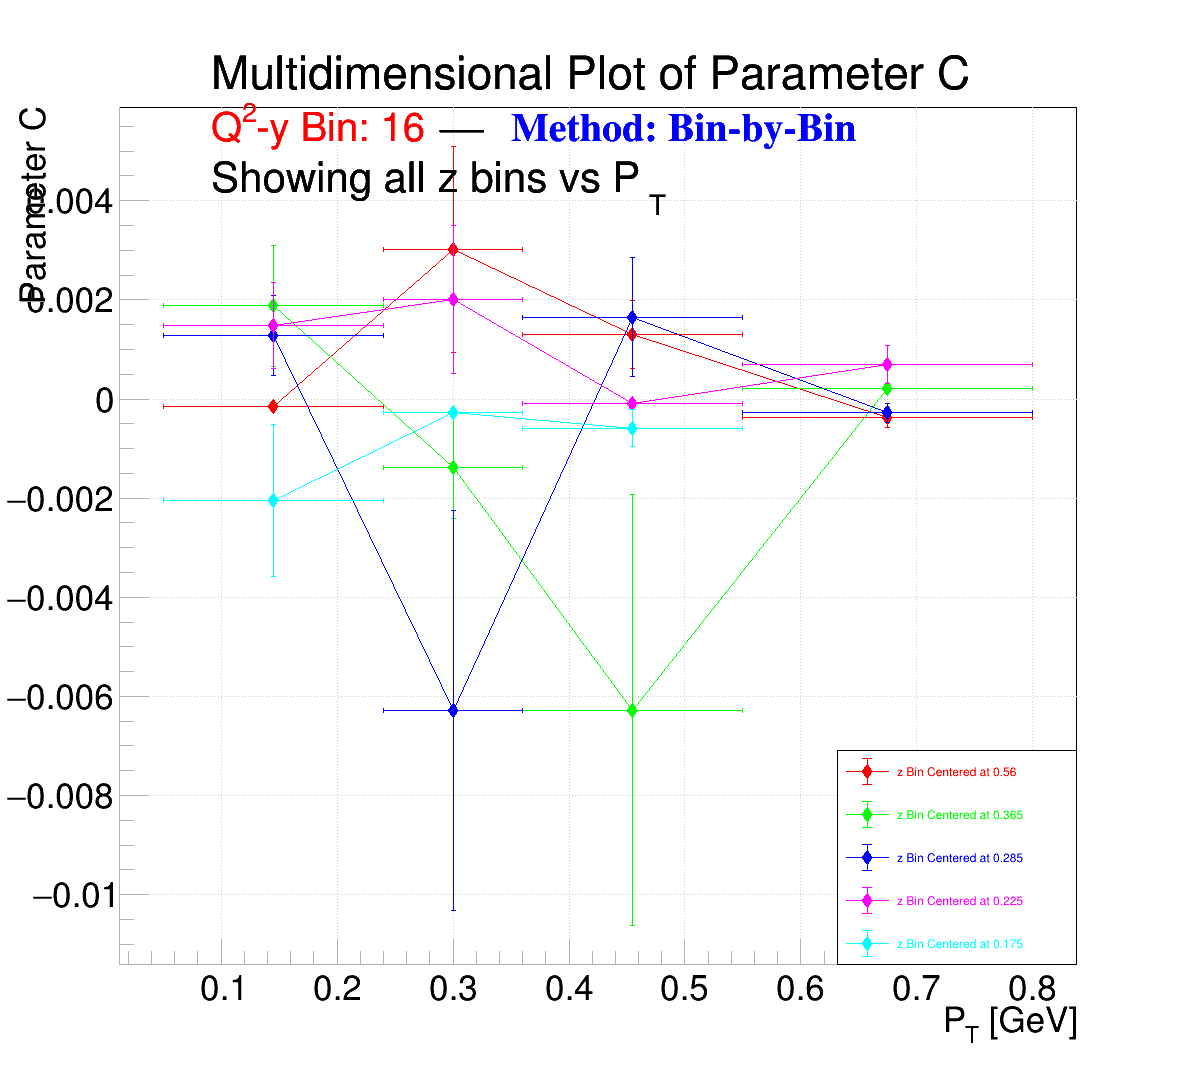 Multidimensional Plot of Parameter C
Q²-y Bin: 16 — Method: Bin-by-Bin
Showing all z bins vs P_T
Parameter C
0.004
0.002
0
−0.002
−0.004
−0.006
−0.008
−0.01
z Bin Centered at 0.56
z Bin Centered at 0.365
z Bin Centered at 0.285
z Bin Centered at 0.225
z Bin Centered at 0.175
0.1 0.2 0.3 0.4 0.5 0.6 0.7 0.8
P_T [GeV]